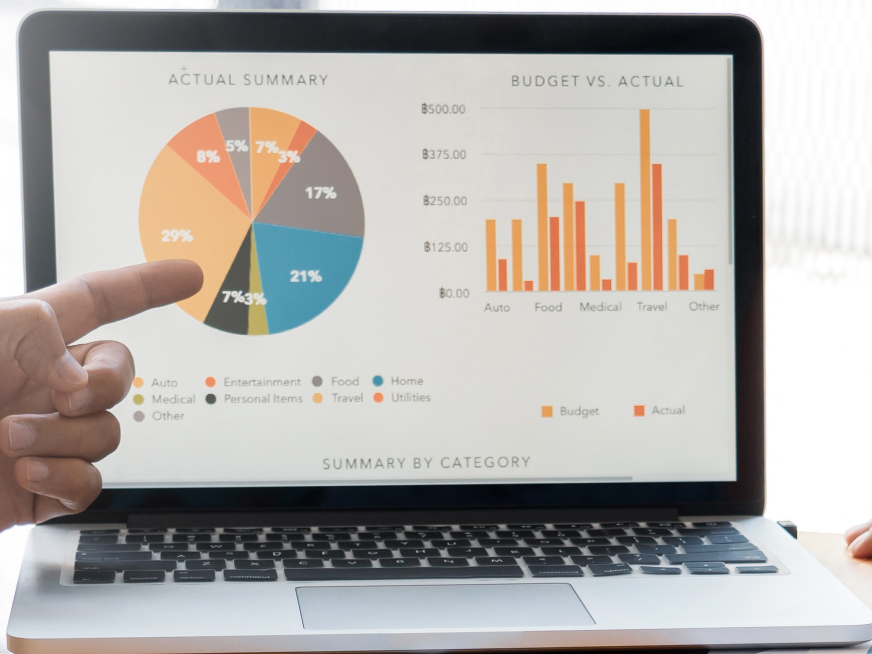 ACTUAL SUMMARY
5%
7%
3%
8%
17%
29%
21%
7%
3%
Auto
Entertainment
Food
Home
Medical
Personal Items
Travel
Utilities
Other
BUDGET VS. ACTUAL
฿500.00
฿375.00
฿250.00
฿125.00
฿0.00
Auto
Food
Medical
Travel
Other
Budget
Actual
SUMMARY BY CATEGORY